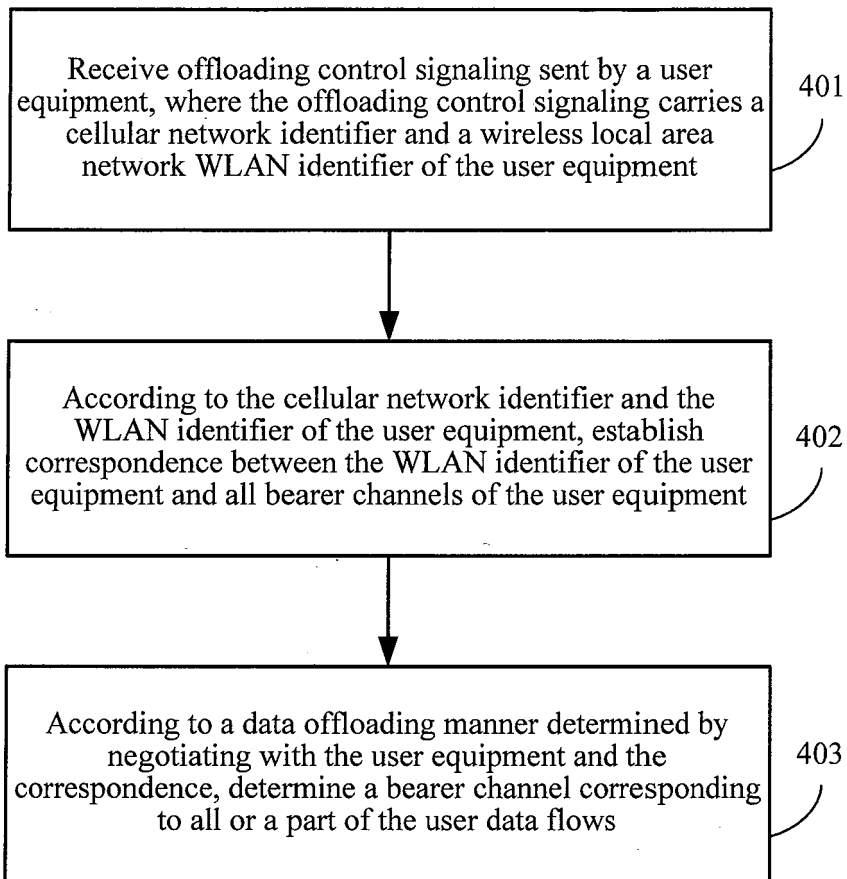 Receive offloading control signaling sent by a user
equipment, where the offloading control signaling carries a
cellular network identifier and a wireless local area
network WLAN identifier of the user equipment
401
According to the cellular network identifier and the
WLAN identifier of the user equipment, establish
correspondence between the WLAN identifier of the user
equipment and all bearer channels of the user equipment
402
According to a data offloading manner determined by
negotiating with the user equipment and the
correspondence, determine a bearer channel corresponding
to all or a part of the user data flows
403